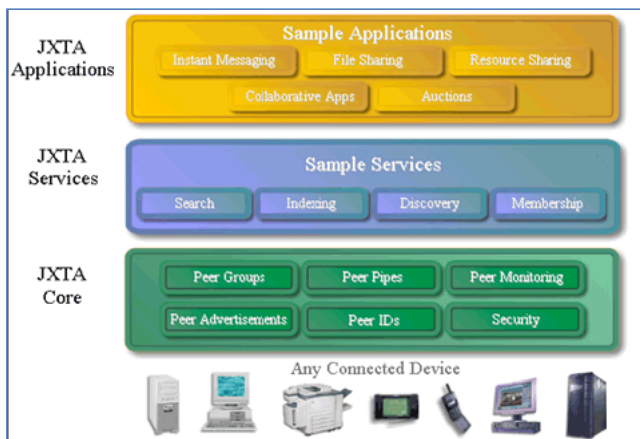 JXTA
Applications
Sample Applications
Instant Messaging
File Sharing
Resource Sharing
Collaborative Apps
Auctions
JXTA
Services
Sample Services
Search
Indexing
Discovery
Membership
JXTA
Core
Peer Groups
Peer Pipes
Peer Monitoring
Peer Advertisements
Peer IDs
Security
Any Connected Device